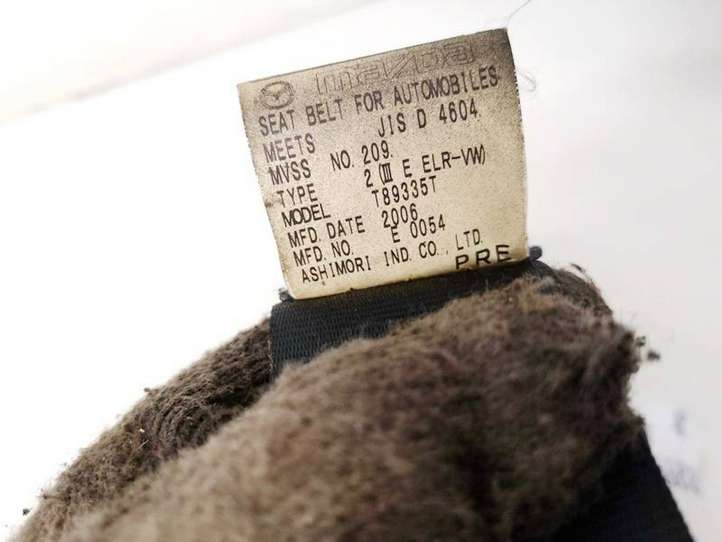 mazda
SEAT BELT FOR AUTOMOBILES
MEETS JIS D 4604
MVSS NO. 209.
TYPE 2 (III E ELR-VW)
MODEL T89335T
MFD. DATE 2006
MFD. NO. E 0054
ASHIMORI IND. CO., LTD.
PRE